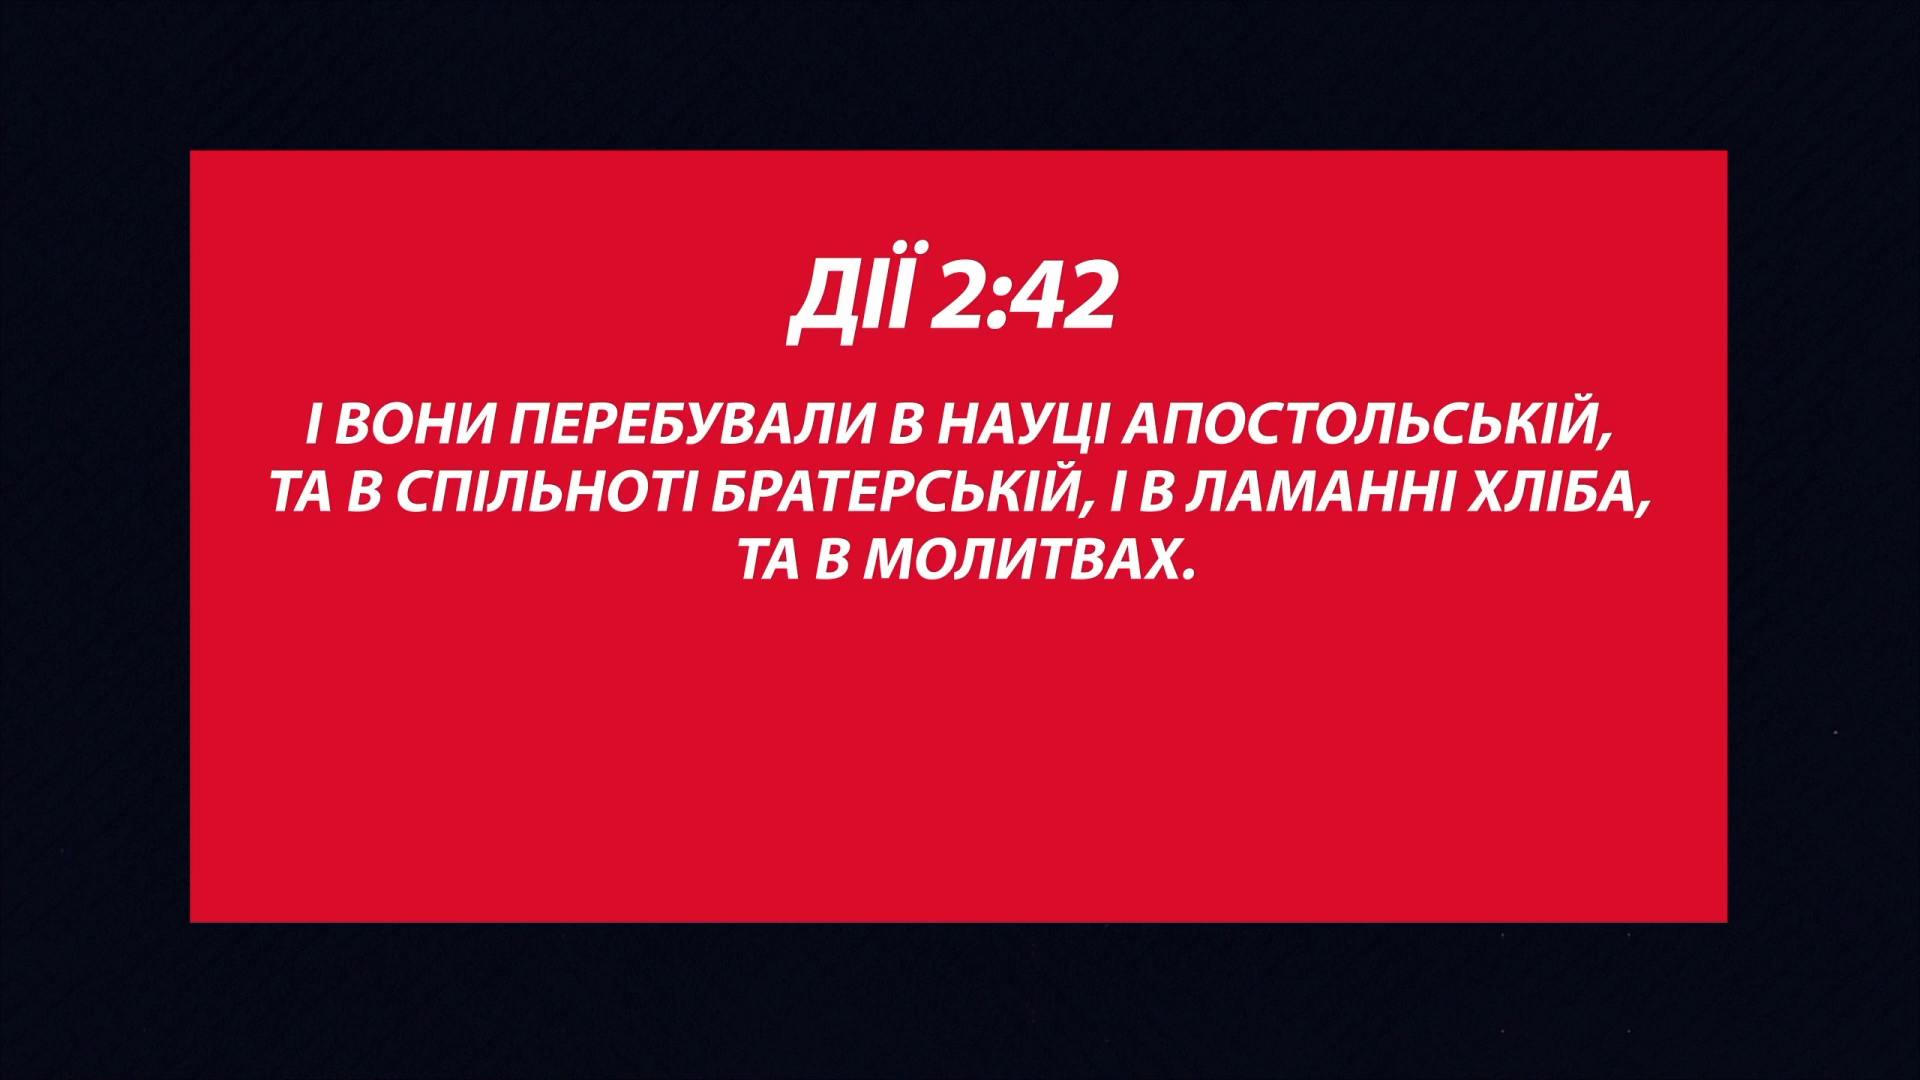 ДІЇ 2:42
І ВОНИ ПЕРЕБУВАЛИ В НАУЦІ АПОСТОЛЬСЬКІЙ,
ТА В СПІЛЬНОТІ БРАТЕРСЬКІЙ, І В ЛАМАННІ ХЛІБА,
ТА В МОЛИТВАХ.